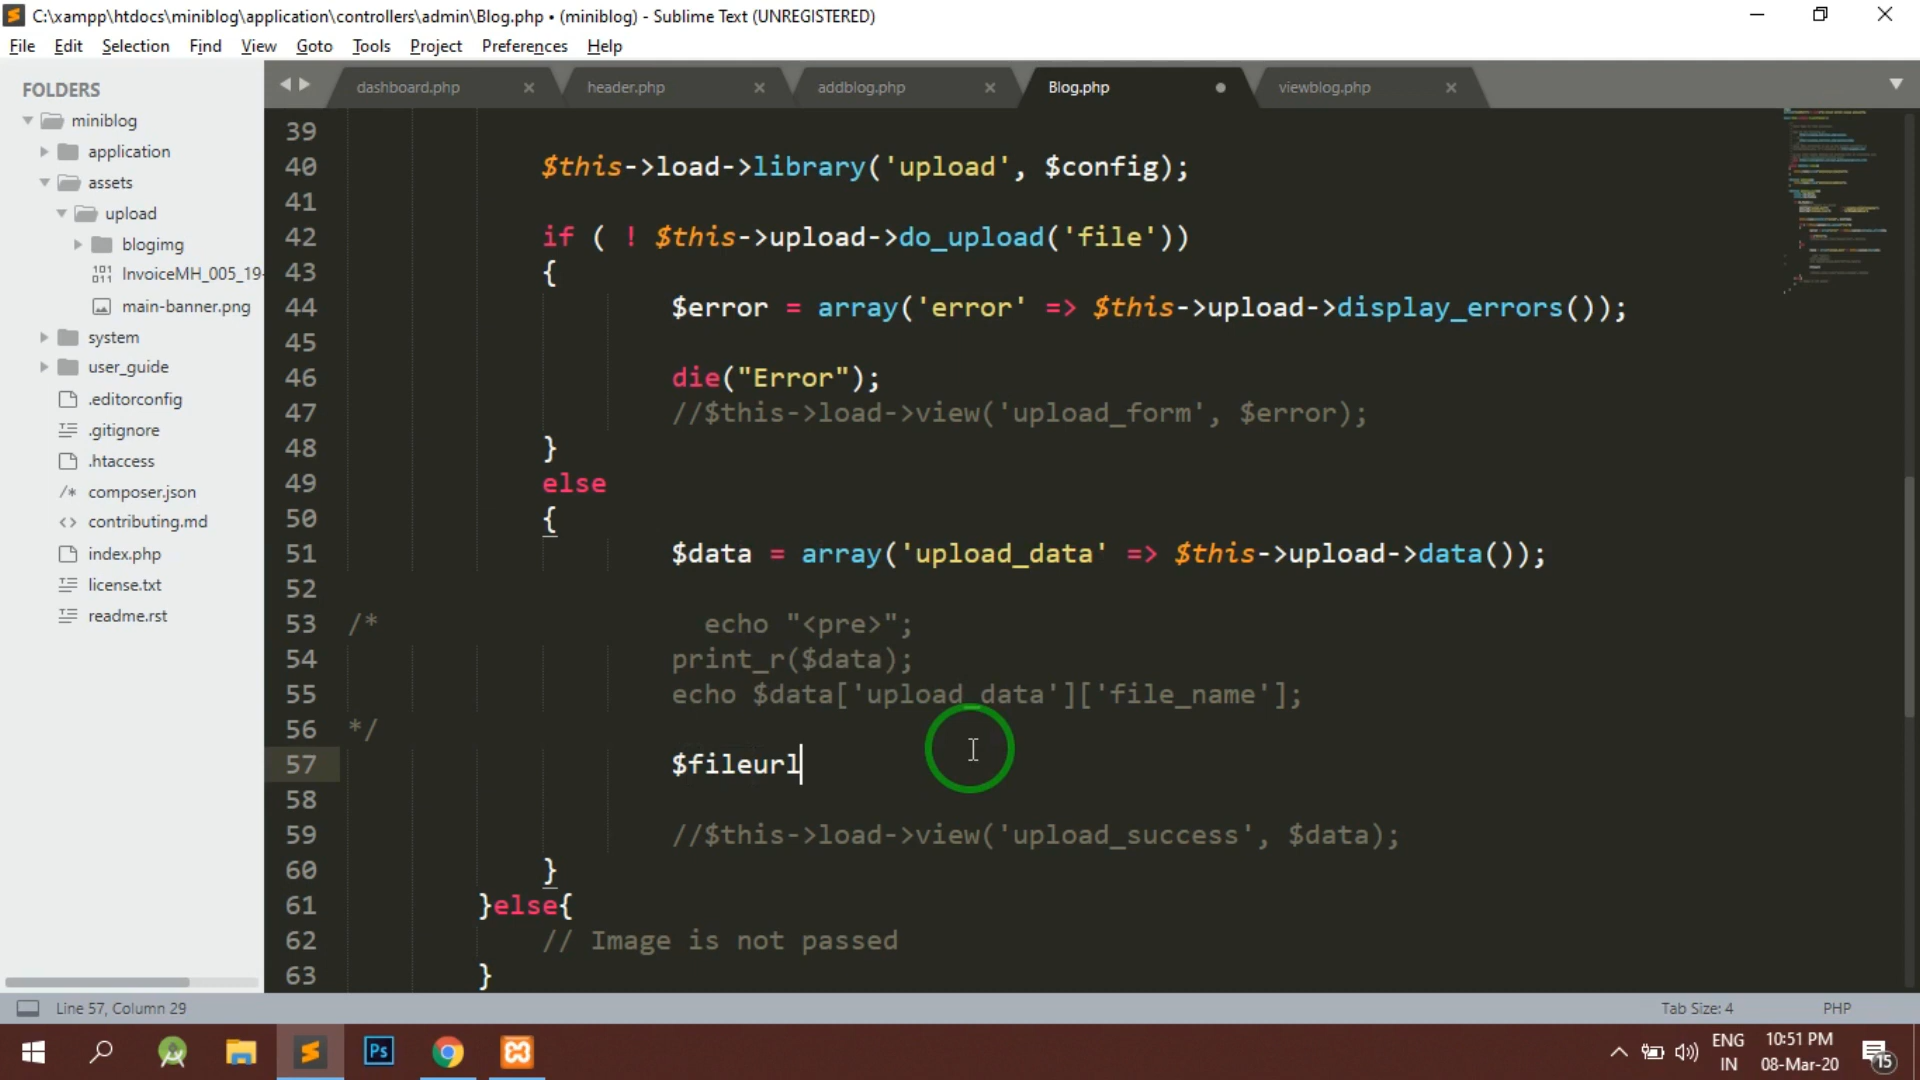 C:\xampp\htdocs\miniblog\application\controllers\admin\Blog.php • (miniblog) - Sublime Text (UNREGISTERED)
File Edit Selection Find View Goto Tools Project Preferences Help
FOLDERS
miniblog
application
assets
upload
blogimg
InvoiceMH_005_19-
main-banner.png
system
user_guide
.editorconfig
.gitignore
.htaccess
composer.json
contributing.md
index.php
license.txt
readme.rst
dashboard.php header.php addblog.php Blog.php viewblog.php
39
40 $this->load->library('upload', $config);
41
42 if ( ! $this->upload->do_upload('file'))
43 {
44 $error = array('error' => $this->upload->display_errors());
45
46 die("Error");
47 //$this->load->view('upload_form', $error);
48 }
49 else
50 {
51 $data = array('upload_data' => $this->upload->data());
52
53 /* echo "<pre>";
54 print_r($data);
55 echo $data['upload_data']['file_name'];
56 */
57 $fileurl
58
59 //$this->load->view('upload_success', $data);
60 }
61 }else{
62 // Image is not passed
63 }
Line 57, Column 29 Tab Size: 4 PHP
Ps
ENG
IN
10:51 PM
08-Mar-20
15